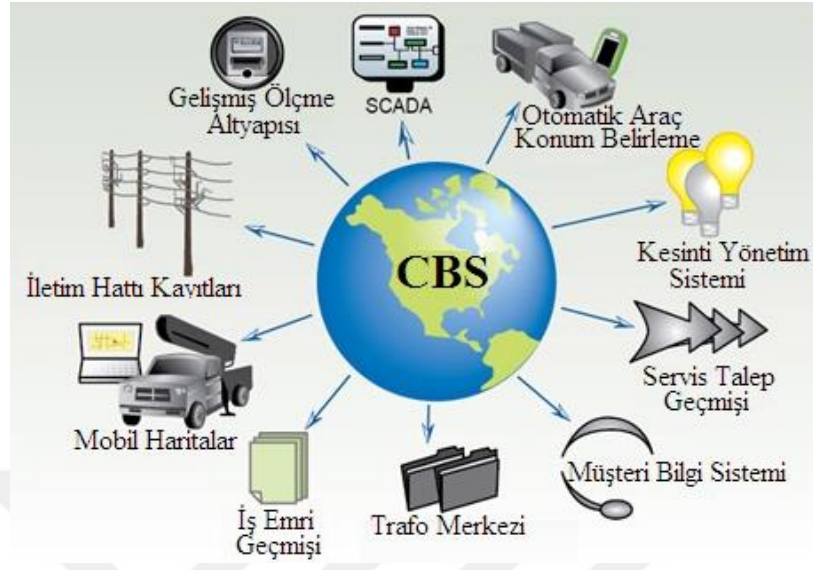 Gelişmiş Ölçme
Altyapısı
SCADA
Otomatik Araç
Konum Belirleme
Kesinti Yönetim
Sistemi
İletim Hattı Kayıtları
CBS
Servis Talep
Geçmişi
Mobil Haritalar
Müşteri Bilgi Sistemi
İş Emri
Geçmişi
Trafo Merkezi